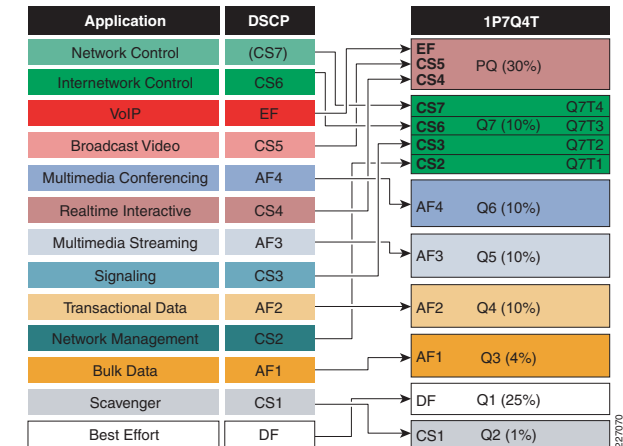 Application DSCP 1P7Q4T
Network Control (CS7)
Internetwork Control CS6
VoIP EF
Broadcast Video CS5
Multimedia Conferencing AF4
Realtime Interactive CS4
Multimedia Streaming AF3
Signaling CS3
Transactional Data AF2
Network Management CS2
Bulk Data AF1
Scavenger CS1
Best Effort DF
EF
CS5 PQ (30%)
CS4
CS7 Q7T4
CS6 Q7 (10%) Q7T3
CS3 Q7T2
CS2 Q7T1
AF4 Q6 (10%)
AF3 Q5 (10%)
AF2 Q4 (10%)
AF1 Q3 (4%)
DF Q1 (25%)
CS1 Q2 (1%)
227070